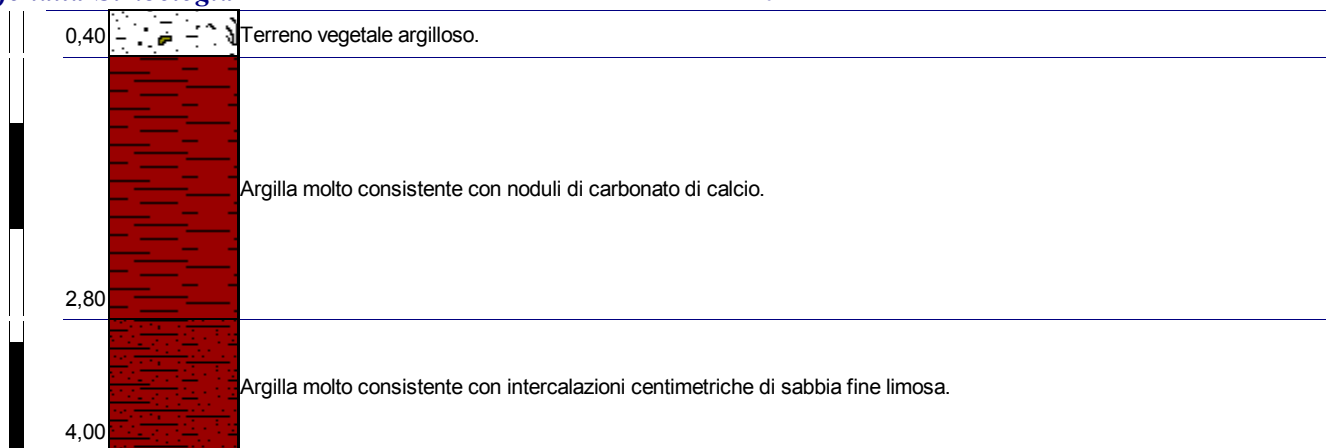 0,40 Terreno vegetale argilloso.
Argilla molto consistente con noduli di carbonato di calcio.
2,80
Argilla molto consistente con intercalazioni centimetriche di sabbia fine limosa.
4,00